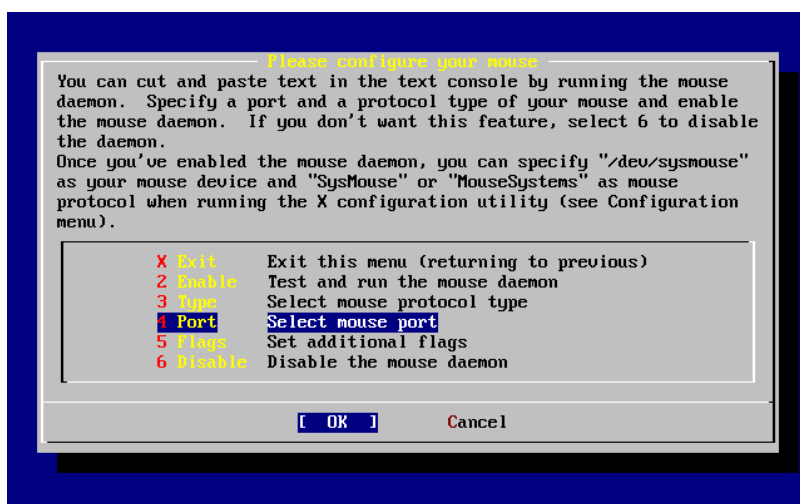 Please configure your mouse
You can cut and paste text in the text console by running the mouse
daemon.  Specify a port and a protocol type of your mouse and enable
the mouse daemon.  If you don't want this feature, select 6 to disable
the daemon.
Once you've enabled the mouse daemon, you can specify "/dev/sysmouse"
as your mouse device and "SysMouse" or "MouseSystems" as mouse
protocol when running the X configuration utility (see Configuration
menu).
X Exit Exit this menu (returning to previous)
2 Enable Test and run the mouse daemon
3 Type Select mouse protocol type
4 Port Select mouse port
5 Flags Set additional flags
6 Disable Disable the mouse daemon
[ OK ] Cancel